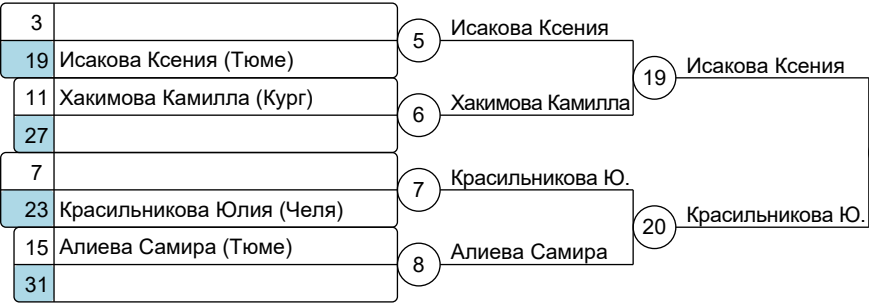 3
19 Исакова Ксения (Тюме)
11 Хакимова Камилла (Кург)
27
7
23 Красильникова Юлия (Челя)
15 Алиева Самира (Тюме)
31
5 Исакова Ксения
6 Хакимова Камилла
7 Красильникова Ю.
8 Алиева Самира
19 Исакова Ксения
20 Красильникова Ю.